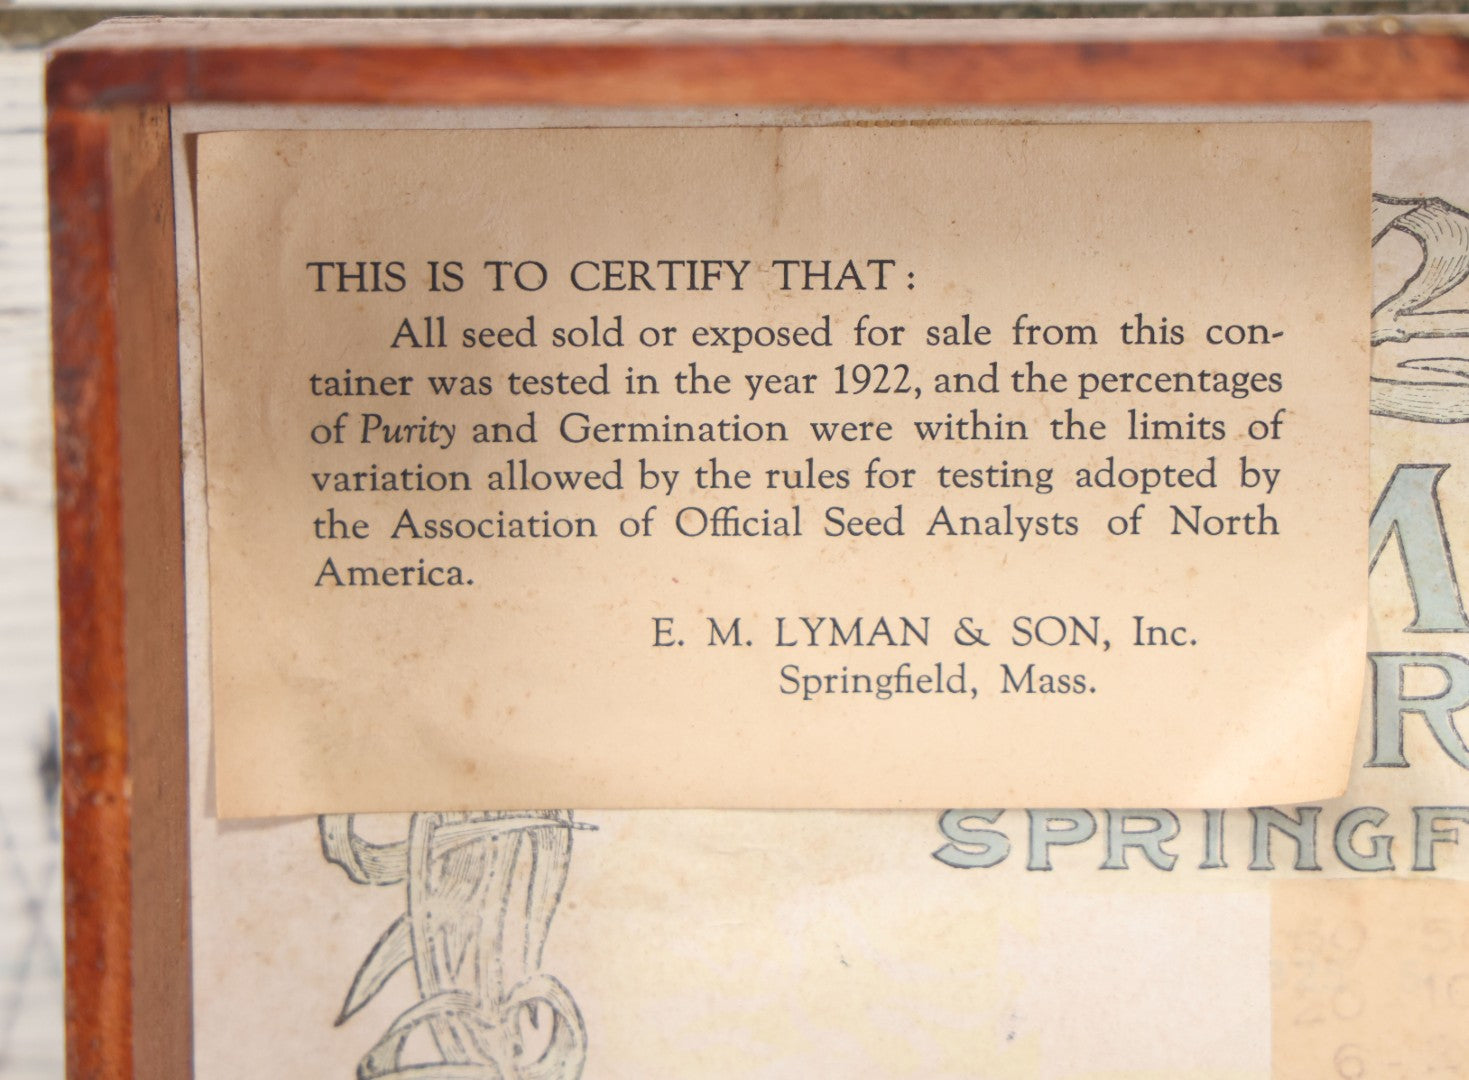 THIS IS TO CERTIFY THAT:
All seed sold or exposed for sale from this con-
tainer was tested in the year 1922, and the percentages
of Purity and Germination were within the limits of
variation allowed by the rules for testing adopted by
the Association of Official Seed Analysts of North
America.
E. M. LYMAN & SON, Inc.
Springfield, Mass.
M
R
SPRINGF
20
10
6